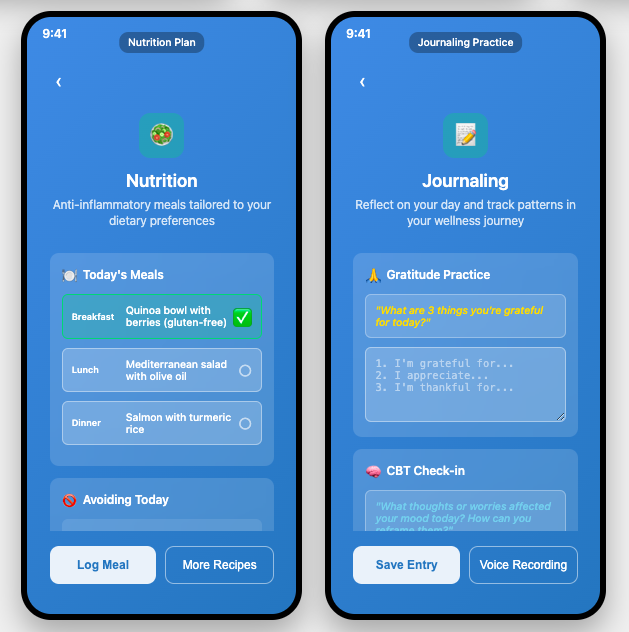 9:41
Nutrition Plan
‹
Nutrition
Anti-inflammatory meals tailored to your
dietary preferences
Today's Meals
Breakfast
Quinoa bowl with
berries (gluten-free)
Lunch
Mediterranean salad
with olive oil
Dinner
Salmon with turmeric
rice
Avoiding Today
Log Meal
More Recipes
9:41
Journaling Practice
‹
Journaling
Reflect on your day and track patterns in
your wellness journey
Gratitude Practice
"What are 3 things you're grateful
for today?"
1. I'm grateful for...
2. I appreciate...
3. I'm thankful for...
CBT Check-in
"What thoughts or worries affected
your mood today? How can you
reframe them?"
Save Entry
Voice Recording